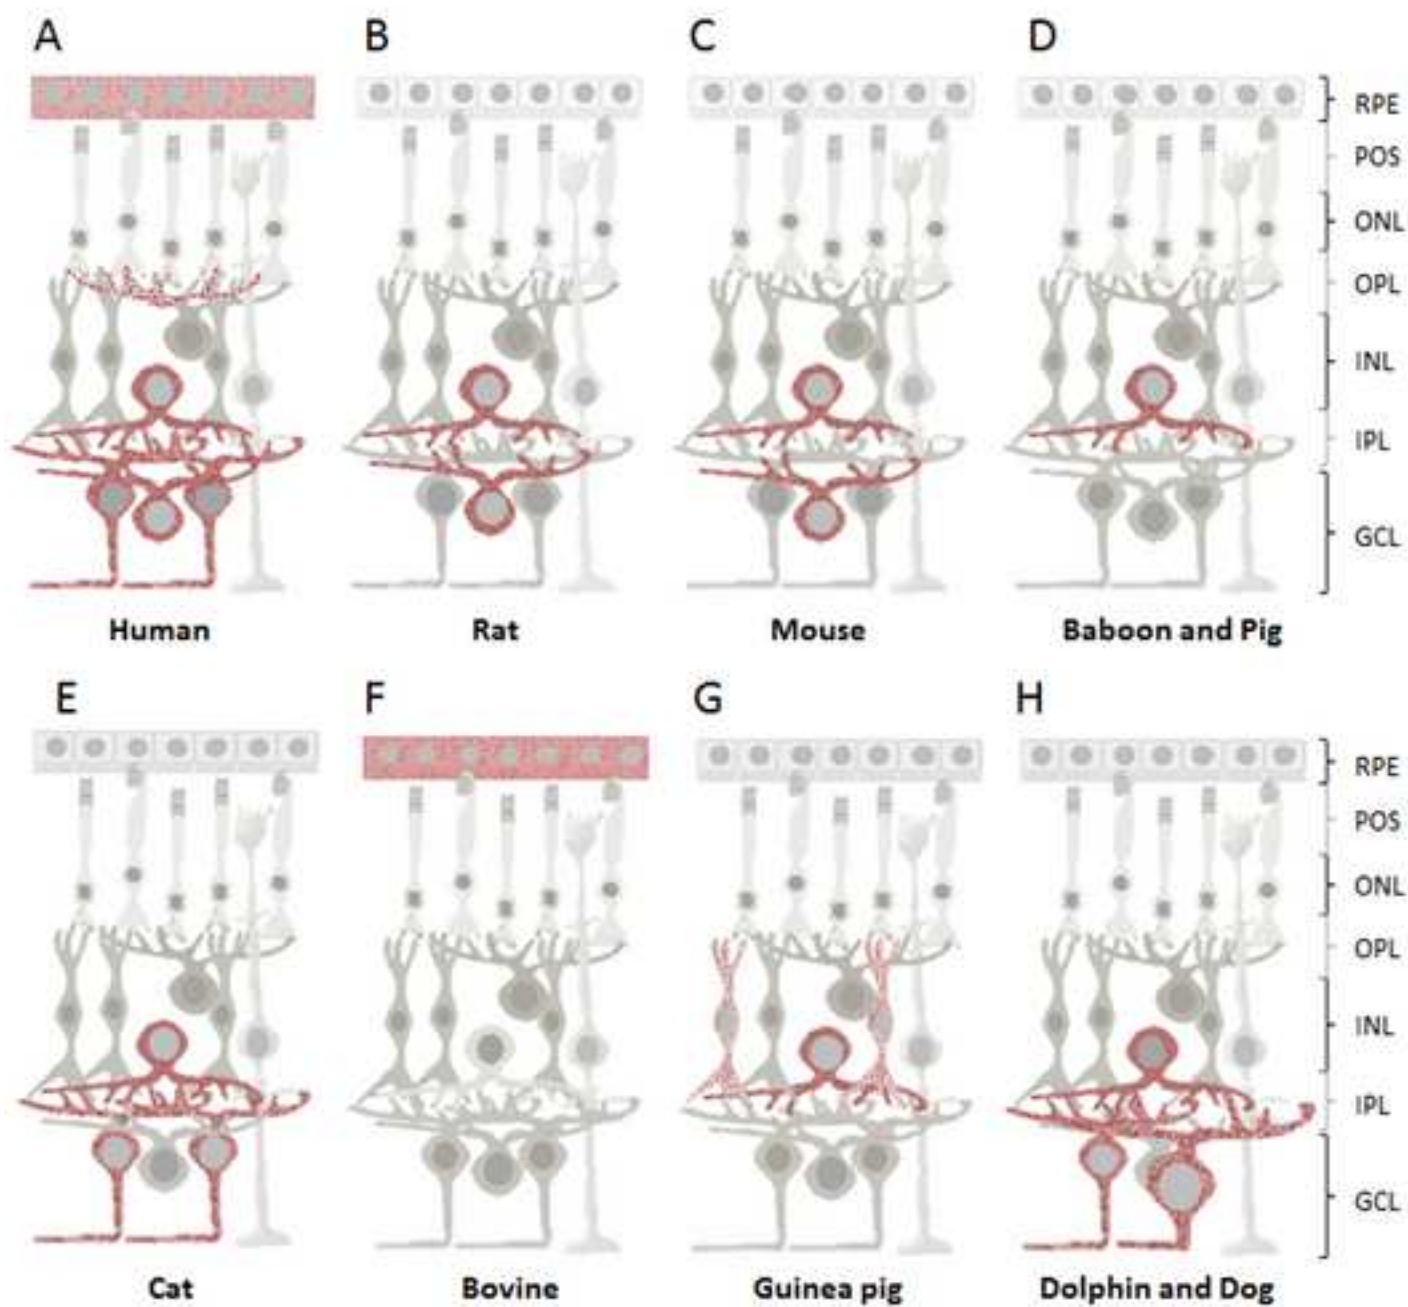 A B C D
RPE
POS
ONL
OPL
INL
IPL
GCL
Human Rat Mouse Baboon and Pig
E F G H
RPE
POS
ONL
OPL
INL
IPL
GCL
Cat Bovine Guinea pig Dolphin and Dog